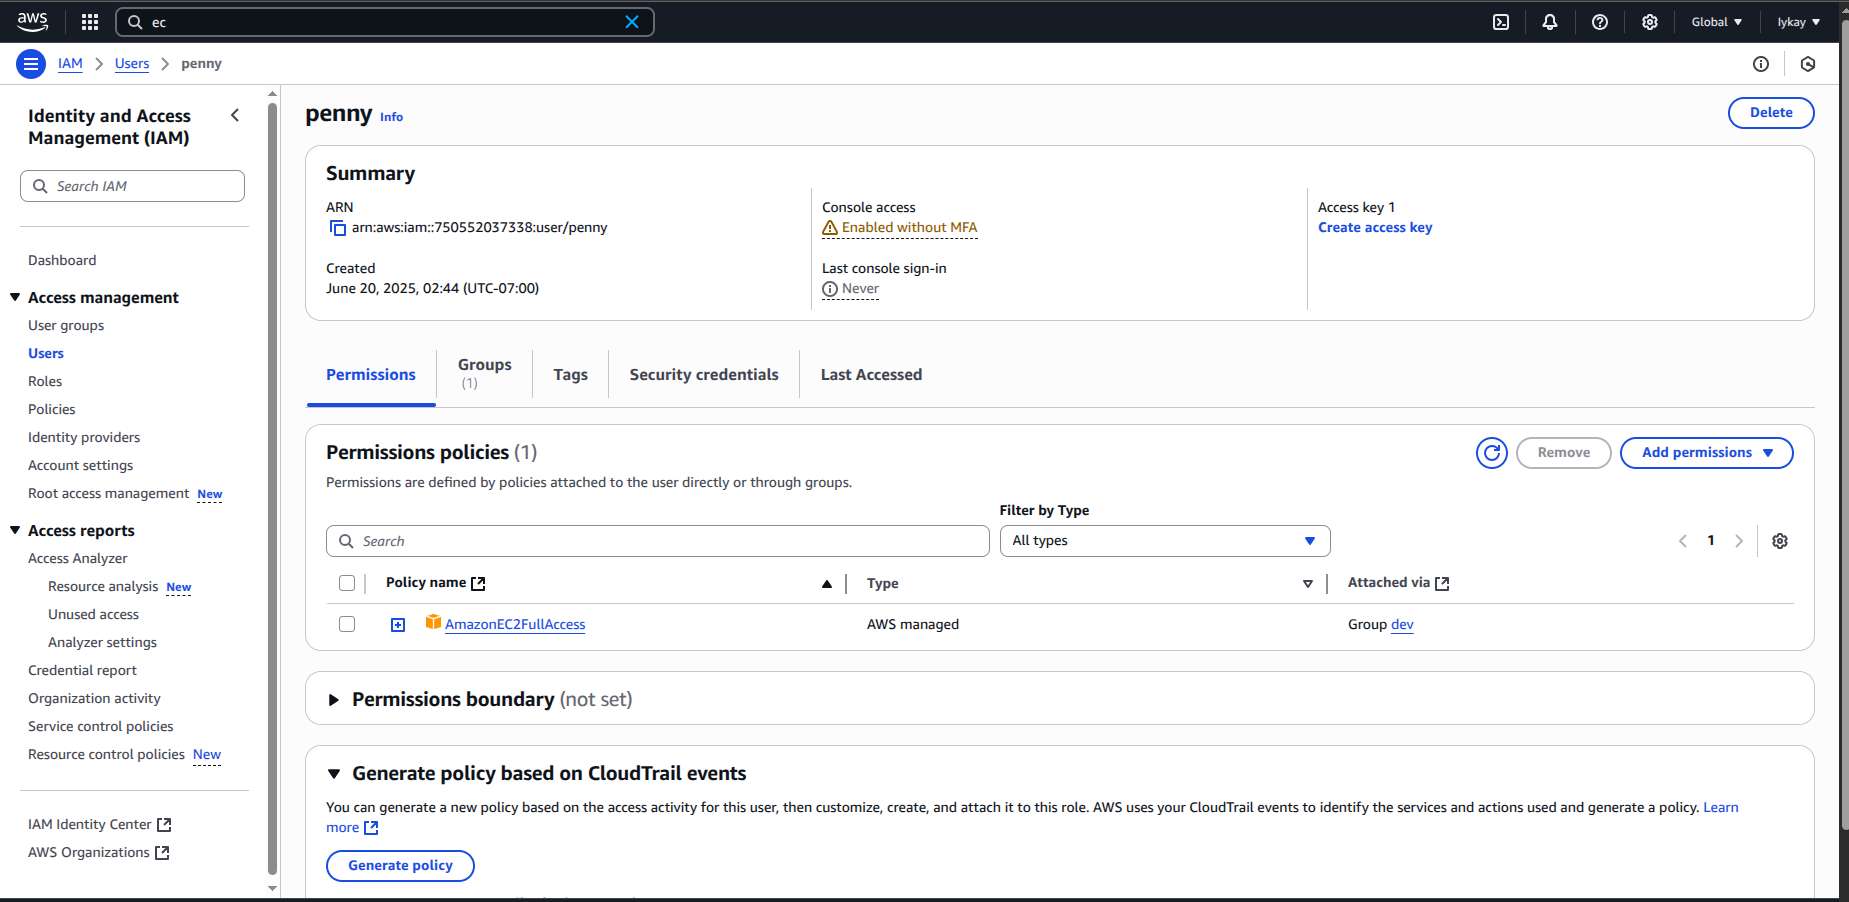 aws
ec
Global
Iykay
IAM
Users
penny
Identity and Access
Management (IAM)
Search IAM
Dashboard
Access management
User groups
Users
Roles
Policies
Identity providers
Account settings
Root access management New
Access reports
Access Analyzer
Resource analysis New
Unused access
Analyzer settings
Credential report
Organization activity
Service control policies
Resource control policies New
IAM Identity Center
AWS Organizations
penny Info
Delete
Summary
ARN
arn:aws:iam::750552037338:user/penny
Created
June 20, 2025, 02:44 (UTC-07:00)
Console access
Enabled without MFA
Last console sign-in
Never
Access key 1
Create access key
Permissions
Groups
(1)
Tags
Security credentials
Last Accessed
Permissions policies (1)
Remove
Add permissions
Permissions are defined by policies attached to the user directly or through groups.
Filter by Type
Search
All types
1
Policy name
Type
Attached via
AmazonEC2FullAccess
AWS managed
Group dev
Permissions boundary (not set)
Generate policy based on CloudTrail events
You can generate a new policy based on the access activity for this user, then customize, create, and attach it to this role. AWS uses your CloudTrail events to identify the services and actions used and generate a policy. Learn
more
Generate policy